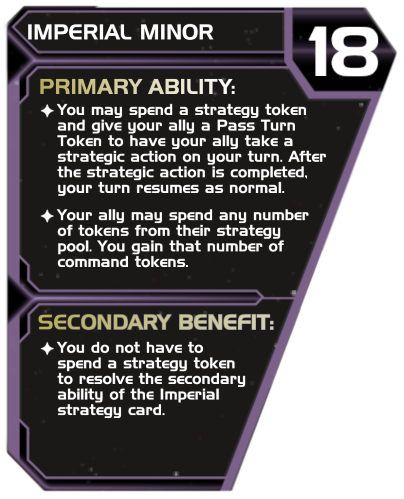 IMPERIAL MINOR
18
PRIMARY ABILITY:
✦ You may spend a strategy token
and give your ally a Pass Turn
Token to have your ally take a
strategic action on your turn. After
the strategic action is completed,
your turn resumes as normal.
✦ Your ally may spend any number
of tokens from their strategy
pool. You gain that number of
command tokens.
SECONDARY BENEFIT:
✦ You do not have to
spend a strategy token
to resolve the secondary
ability of the Imperial
strategy card.